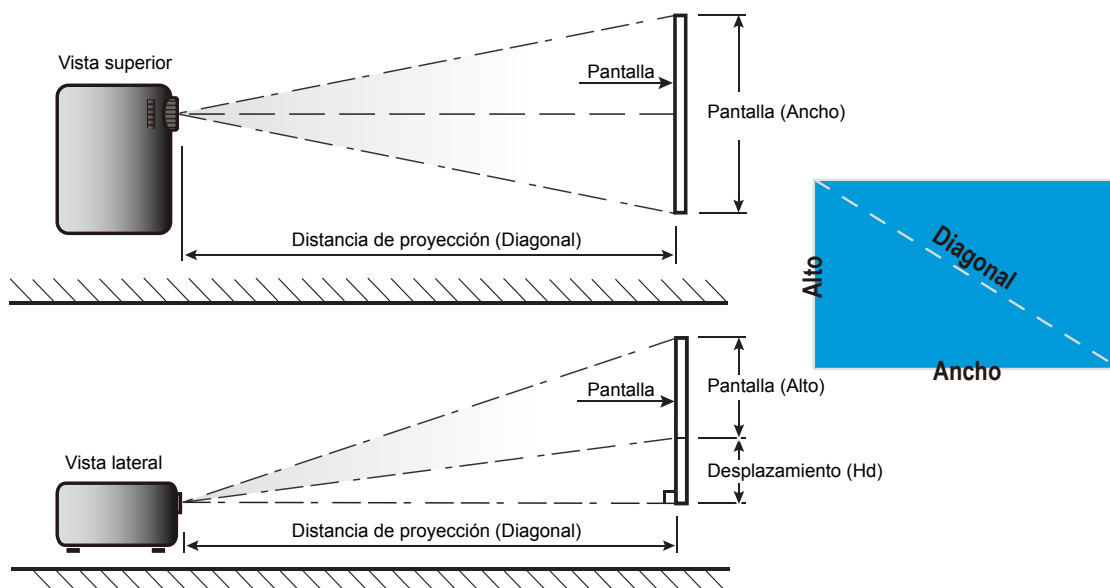 Vista superior
Pantalla
Pantalla (Ancho)
Distancia de proyección (Diagonal)
Alto
Diagonal
Ancho
Pantalla
Pantalla (Alto)
Vista lateral
Desplazamiento (Hd)
Distancia de proyección (Diagonal)